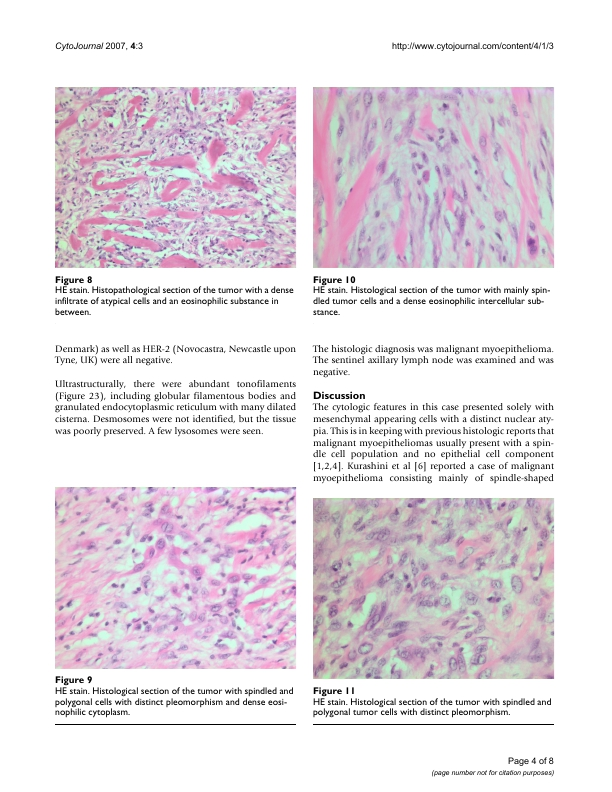 CytoJournal 2007, 4:3
http://www.cytojournal.com/content/4/1/3
Figure 8
HE stain. Histopathological section of the tumor with a dense
infiltrate of atypical cells and an eosinophilic substance in
between.
Figure 10
HE stain. Histological section of the tumor with mainly spin-
dled tumor cells and a dense eosinophilic intercellular sub-
stance.
Denmark) as well as HER-2 (Novocastra, Newcastle upon
Tyne, UK) were all negative.
Ultrastructurally, there were abundant tonofilaments
(Figure 23), including globular filamentous bodies and
granulated endocytoplasmic reticulum with many dilated
cisterna. Desmosomes were not identified, but the tissue
was poorly preserved. A few lysosomes were seen.
The histologic diagnosis was malignant myoepithelioma.
The sentinel axillary lymph node was examined and was
negative.
Discussion
The cytologic features in this case presented solely with
mesenchymal appearing cells with a distinct nuclear aty-
pia. This is in keeping with previous histologic reports that
malignant myoepitheliomas usually present with a spin-
dle cell population and no epithelial cell component
[1,2,4]. Kurashini et al [6] reported a case of malignant
myoepithelioma consisting mainly of spindle-shaped
Figure 9
HE stain. Histological section of the tumor with spindled and
polygonal cells with distinct pleomorphism and dense eosi-
nophilic cytoplasm.
Figure 11
HE stain. Histological section of the tumor with spindled and
polygonal tumor cells with distinct pleomorphism.
Page 4 of 8
(page number not for citation purposes)